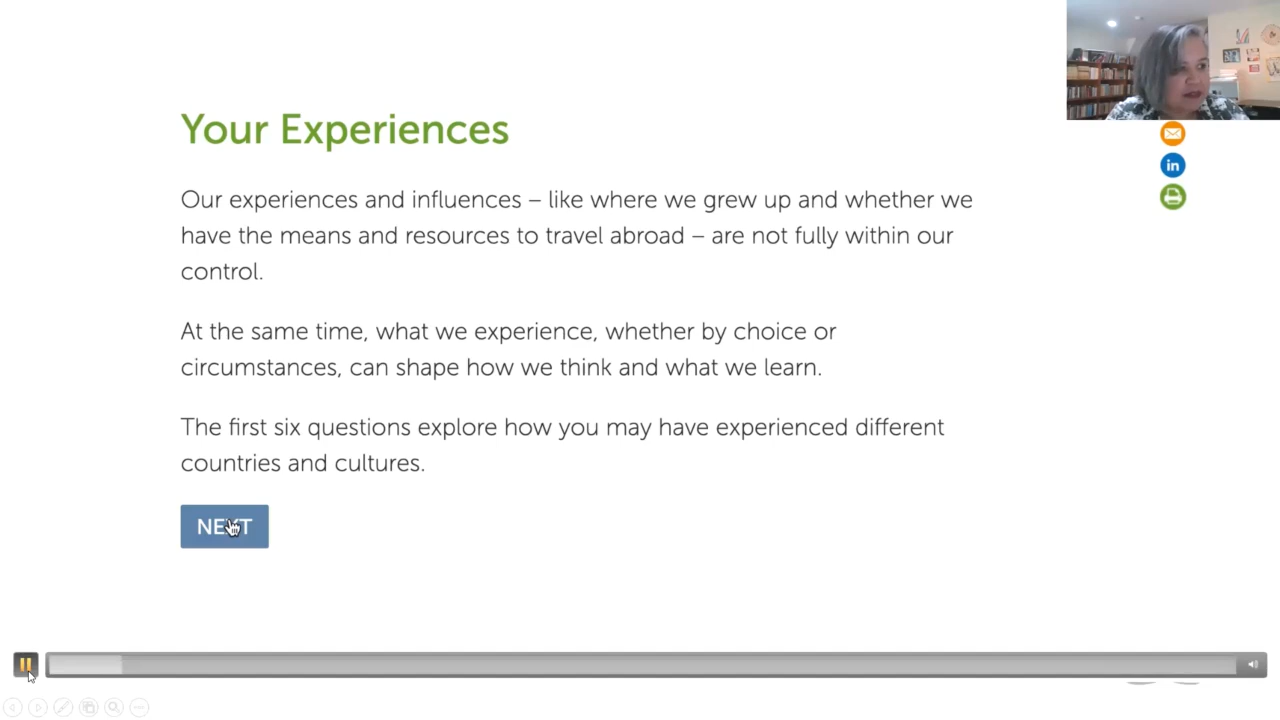 Your Experiences
Our experiences and influences – like where we grew up and whether we
have the means and resources to travel abroad – are not fully within our
control.
At the same time, what we experience, whether by choice or
circumstances, can shape how we think and what we learn.
The first six questions explore how you may have experienced different
countries and cultures.
NEXT
in